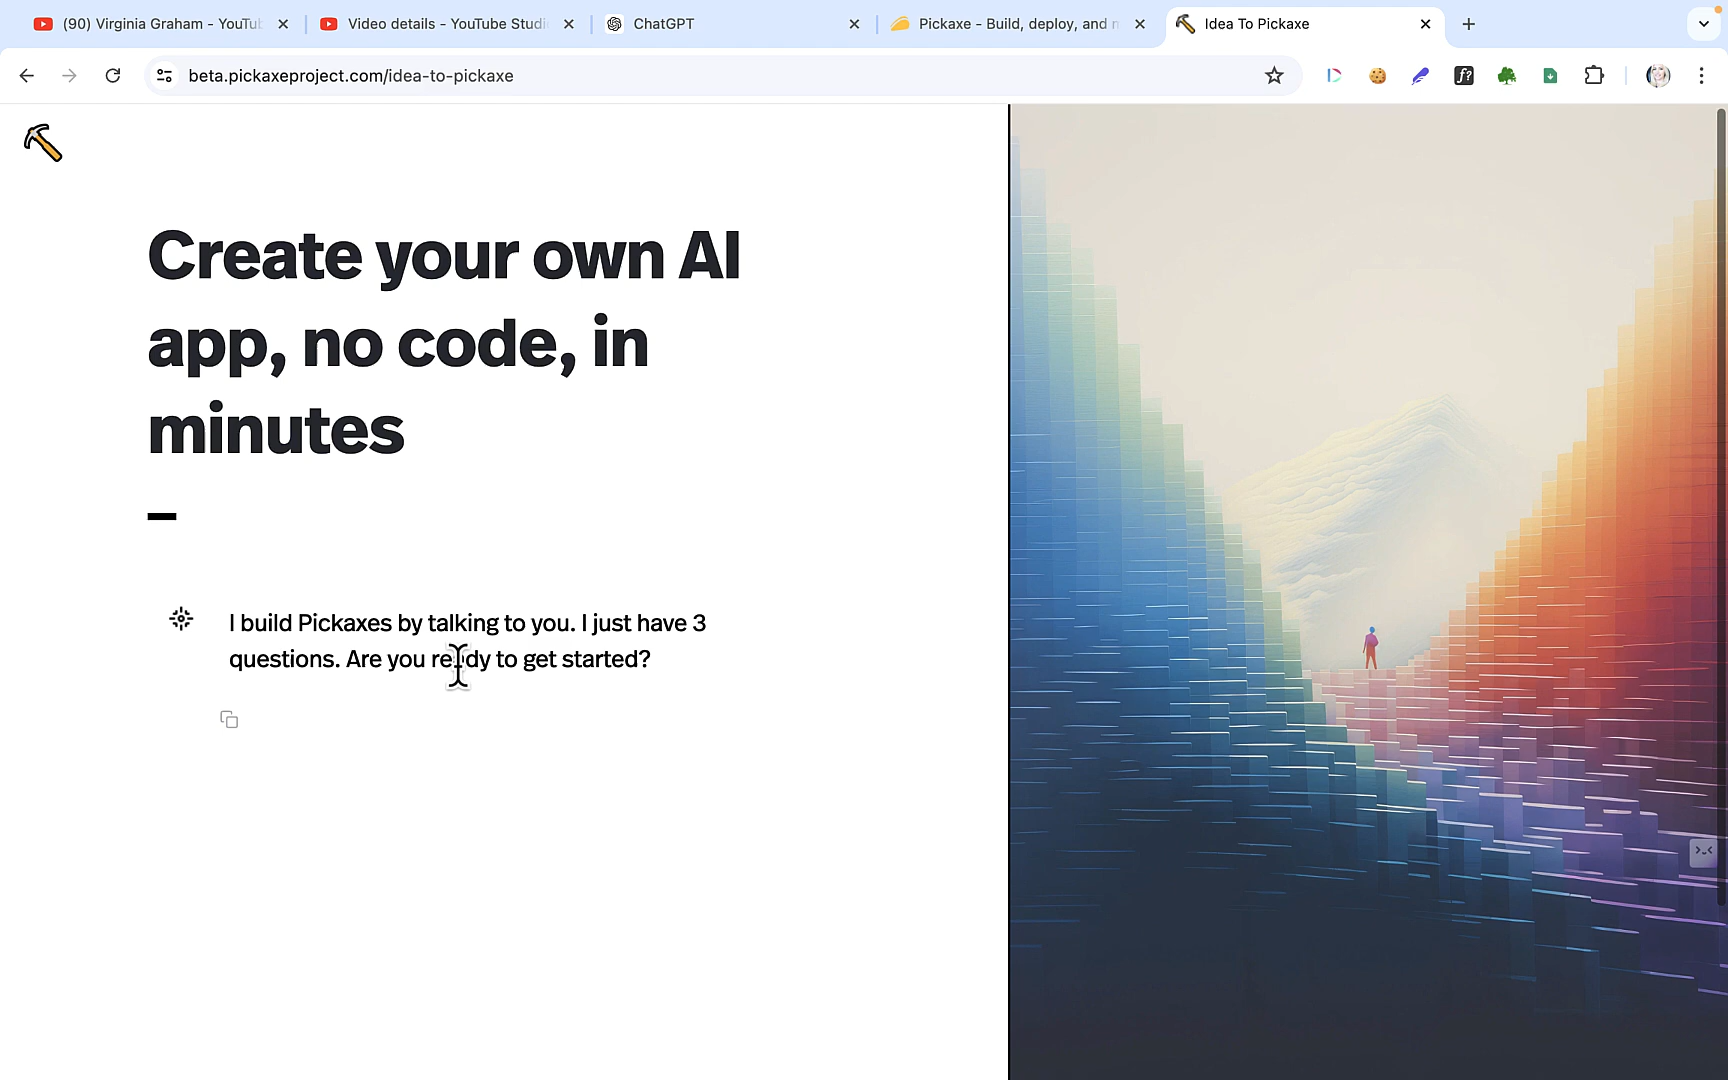 (90) Virginia Graham - YouTu
Video details - YouTube Studi
ChatGPT
Pickaxe - Build, deploy, and m
Idea To Pickaxe
beta.pickaxeproject.com/idea-to-pickaxe
Create your own AI
app, no code, in
minutes
I build Pickaxes by talking to you. I just have 3
questions. Are you ready to get started?